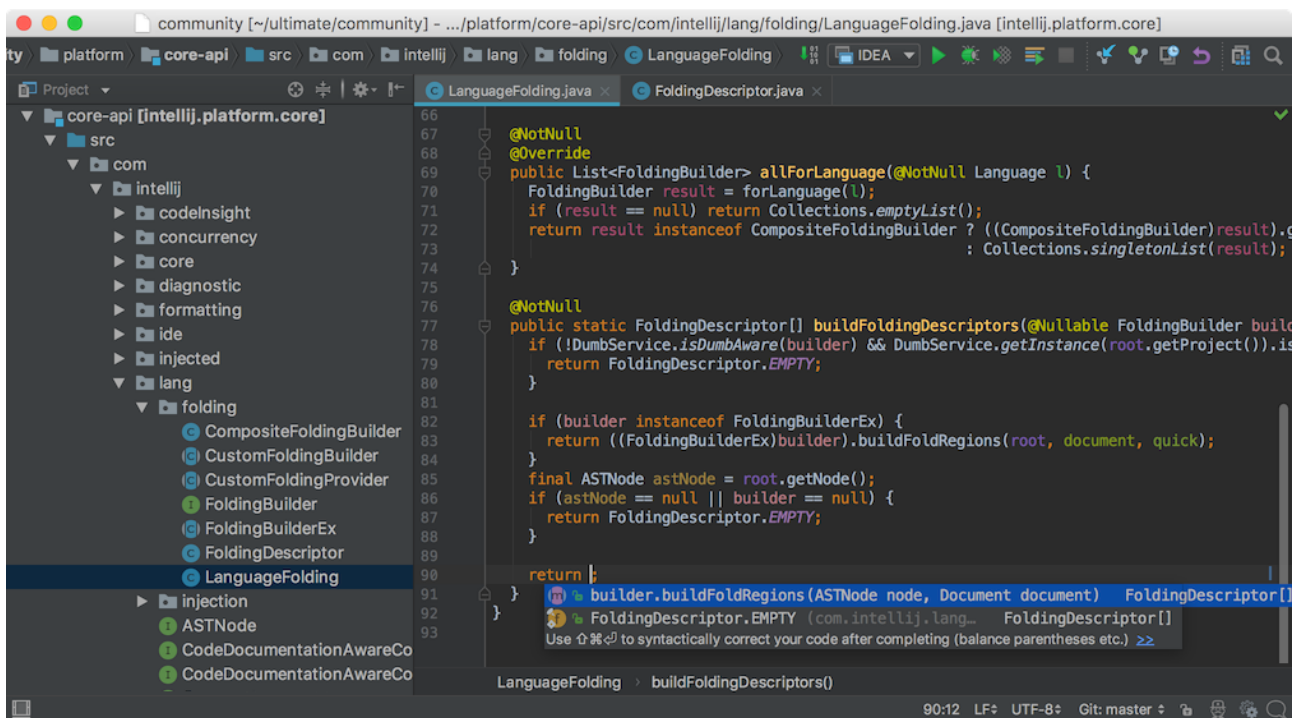 community [~/ultimate/community] - .../platform/core-api/src/com/intellij/lang/folding/LanguageFolding.java [intellij.platform.core]
ity platform core-api src com intellij lang folding LanguageFolding IDEA
Project
LanguageFolding.java FoldingDescriptor.java
core-api [intellij.platform.core]
src
com
intellij
codeInsight
concurrency
core
diagnostic
formatting
ide
injected
lang
folding
CompositeFoldingBuilder
CustomFoldingBuilder
CustomFoldingProvider
FoldingBuilder
FoldingBuilderEx
FoldingDescriptor
LanguageFolding
injection
ASTNode
CodeDocumentationAwareCo
CodeDocumentationAwareCo
66
67 @NotNull
68 @Override
69 public List<FoldingBuilder> allForLanguage(@NotNull Language l) {
70 FoldingBuilder result = forLanguage(l);
71 if (result == null) return Collections.emptyList();
72 return result instanceof CompositeFoldingBuilder ? ((CompositeFoldingBuilder)result).g
73 : Collections.singletonList(result);
74 }
75
76 @NotNull
77 public static FoldingDescriptor[] buildFoldingDescriptors(@Nullable FoldingBuilder build
78 if (!DumbService.isDumbAware(builder) && DumbService.getInstance(root.getProject()).is
79 return FoldingDescriptor.EMPTY;
80 }
81
82 if (builder instanceof FoldingBuilderEx) {
83 return ((FoldingBuilderEx)builder).buildFoldRegions(root, document, quick);
84 }
85 final ASTNode astNode = root.getNode();
86 if (astNode == null || builder == null) {
87 return FoldingDescriptor.EMPTY;
88 }
89
90 return ;
91 }
92 }
93
builder.buildFoldRegions(ASTNode node, Document document) FoldingDescriptor[]
FoldingDescriptor.EMPTY (com.intellij.lang… FoldingDescriptor[]
Use ⇧⌘⏎ to syntactically correct your code after completing (balance parentheses etc.) >>
LanguageFolding › buildFoldingDescriptors()
90:12 LF UTF-8 Git: master